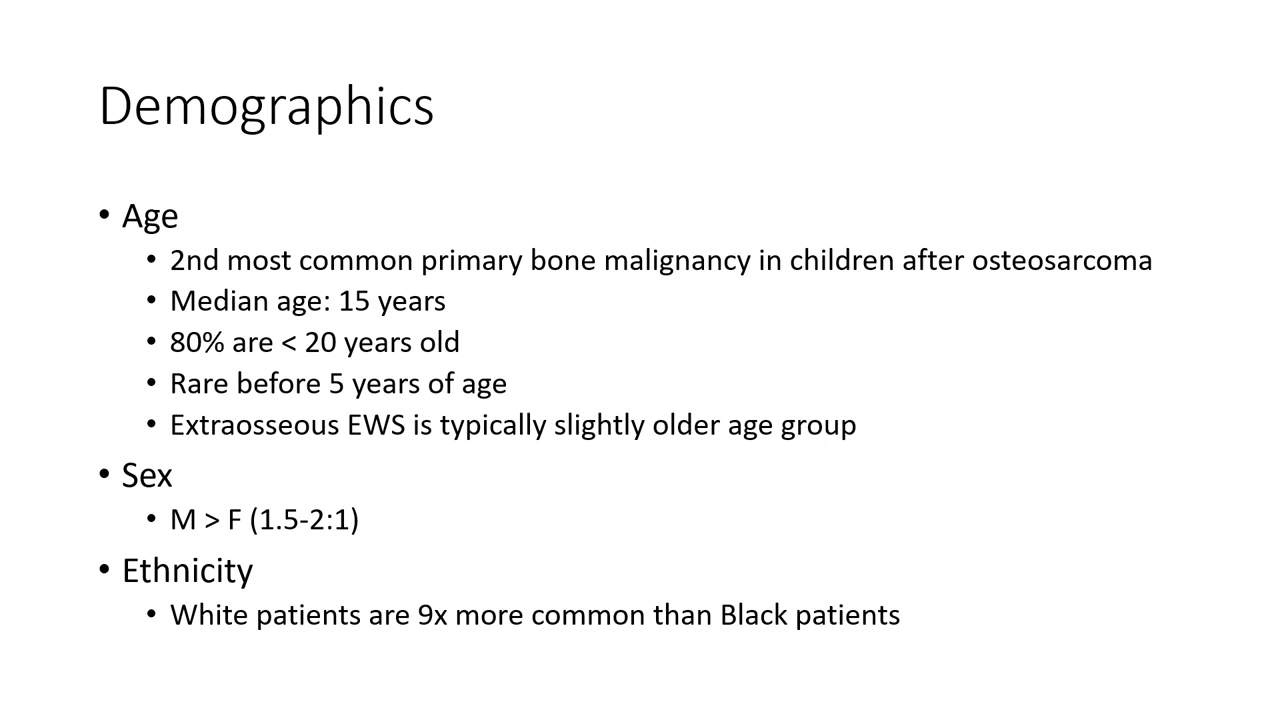 Demographics
• Age
• 2nd most common primary bone malignancy in children after osteosarcoma
• Median age: 15 years
• 80% are < 20 years old
• Rare before 5 years of age
• Extraosseous EWS is typically slightly older age group
• Sex
• M > F (1.5-2:1)
• Ethnicity
• White patients are 9x more common than Black patients